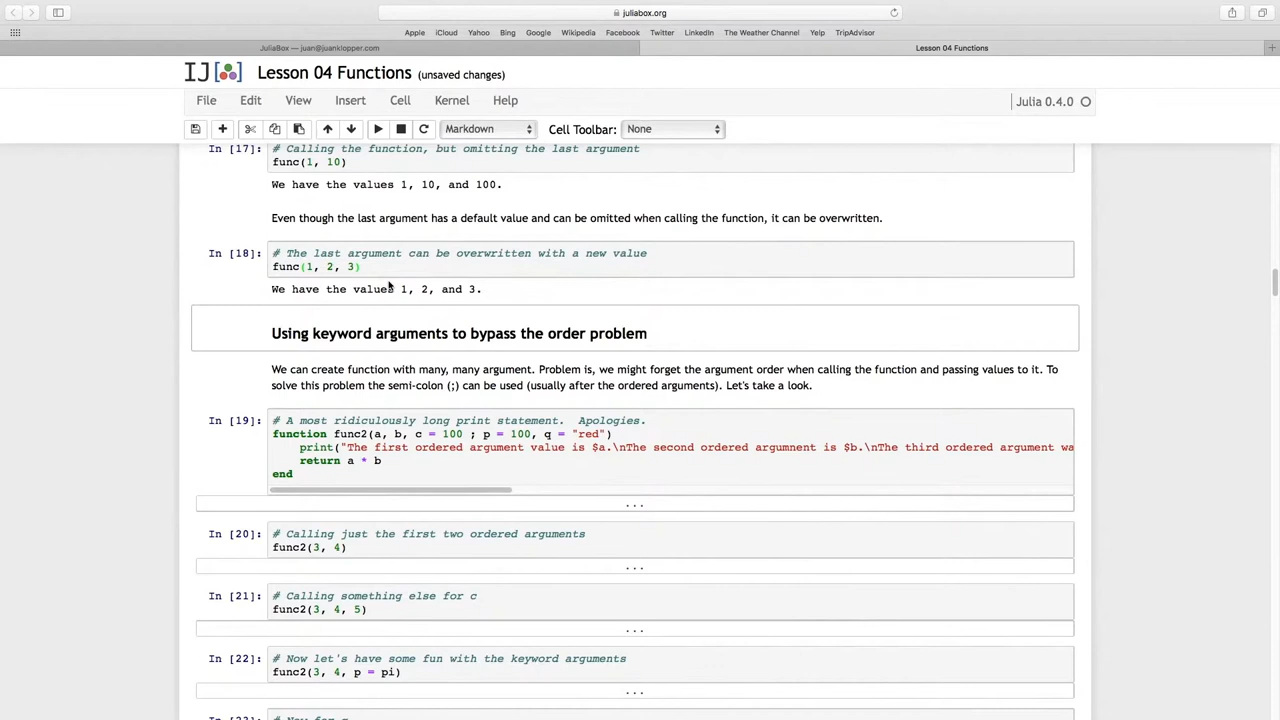 juliabox.org
Apple iCloud Yahoo Bing Google Wikipedia Facebook Twitter LinkedIn The Weather Channel Yelp TripAdvisor
JuliaBox — juan@juanklopper.com
Lesson 04 Functions
IJ[ ] Lesson 04 Functions (unsaved changes)
File Edit View Insert Cell Kernel Help
Julia 0.4.0
Markdown Cell Toolbar: None
In [17]: # Calling the function, but omitting the last argument
func(1, 10)
We have the values 1, 10, and 100.
Even though the last argument has a default value and can be omitted when calling the function, it can be overwritten.
In [18]: # The last argument can be overwritten with a new value
func(1, 2, 3)
We have the values 1, 2, and 3.
Using keyword arguments to bypass the order problem
We can create function with many, many argument. Problem is, we might forget the argument order when calling the function and passing values to it. To
solve this problem the semi-colon (;) can be used (usually after the ordered arguments). Let's take a look.
In [19]: # A most ridiculously long print statement.  Apologies.
function func2(a, b, c = 100 ; p = 100, q = "red")
print("The first ordered argument value is $a.\nThe second ordered argumnent is $b.\nThe third ordered argument wa
return a * b
end
...
In [20]: # Calling just the first two ordered arguments
func2(3, 4)
...
In [21]: # Calling something else for c
func2(3, 4, 5)
...
In [22]: # Now let's have some fun with the keyword arguments
func2(3, 4, p = pi)
...